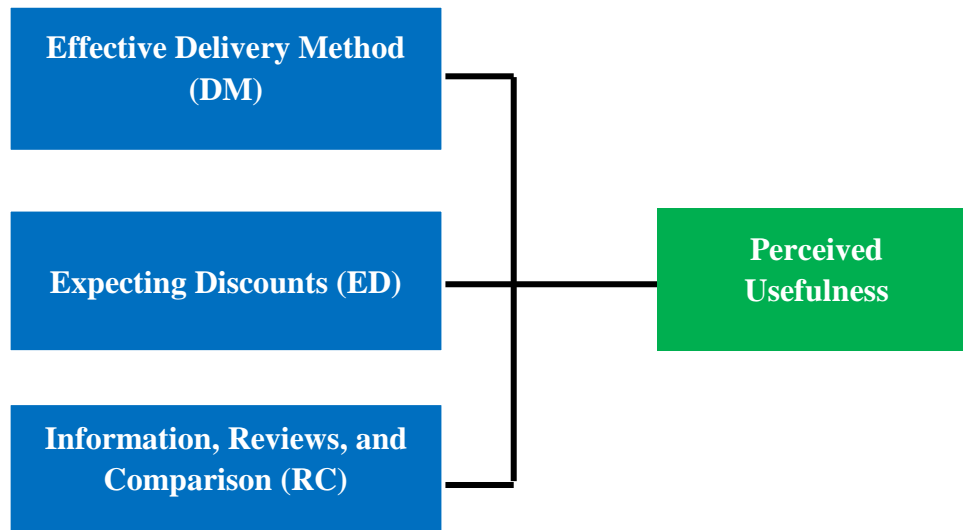 Effective Delivery Method
(DM)
Expecting Discounts (ED)
Perceived
Usefulness
Information, Reviews, and
Comparison (RC)